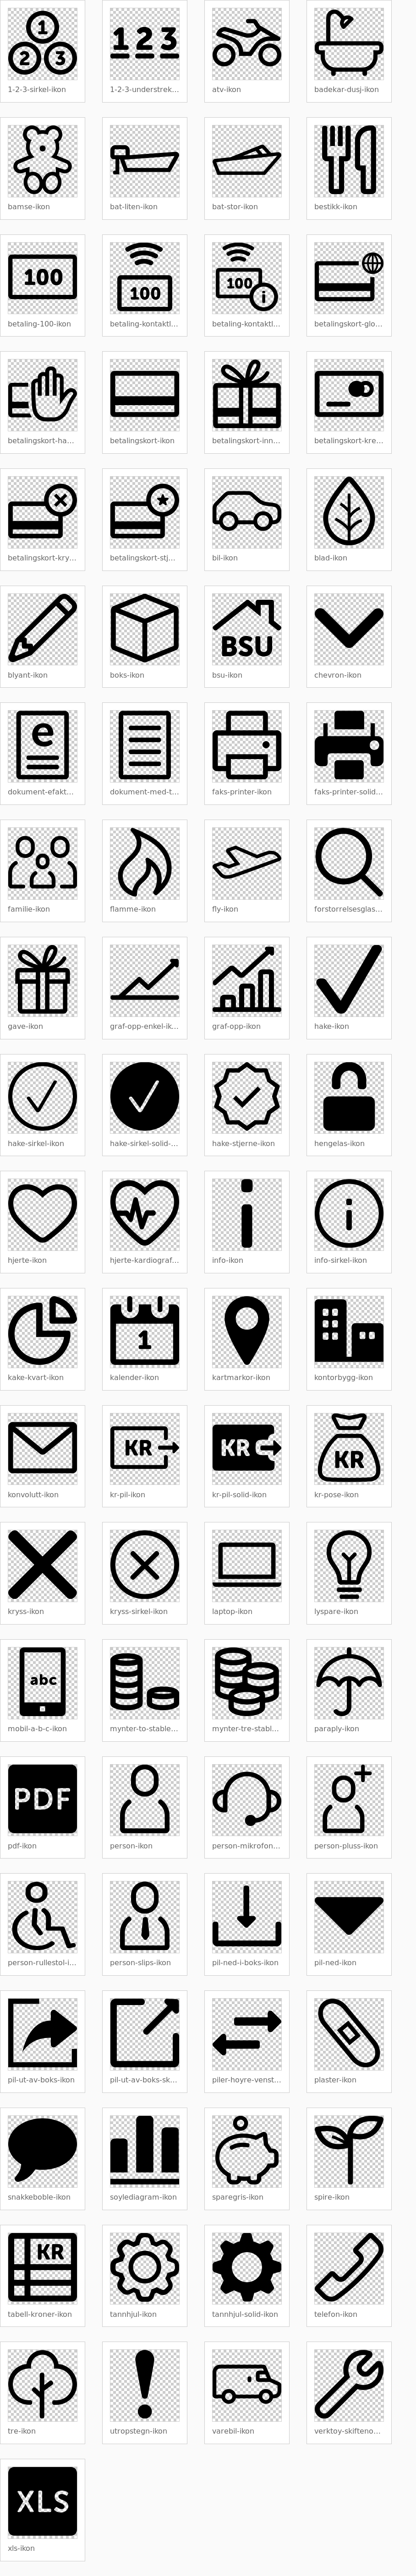 1
2 3
1 2 3
1-2-3-sirkel-ikon
1-2-3-understrek...
atv-ikon
badekar-dusj-ikon
bamse-ikon
bat-liten-ikon
bat-stor-ikon
bestikk-ikon
100
100
100
i
betaling-100-ikon
betaling-kontaktl...
betaling-kontaktl...
betalingskort-glo...
betalingskort-ha...
betalingskort-ikon
betalingskort-inn...
betalingskort-kre...
betalingskort-kry...
betalingskort-stj...
bil-ikon
blad-ikon
BSU
blyant-ikon
boks-ikon
bsu-ikon
chevron-ikon
e
dokument-efakt...
dokument-med-t...
faks-printer-ikon
faks-printer-solid...
familie-ikon
flamme-ikon
fly-ikon
forstorrelsesglas...
gave-ikon
graf-opp-enkel-ik...
graf-opp-ikon
hake-ikon
hake-sirkel-ikon
hake-sirkel-solid-...
hake-stjerne-ikon
hengelas-ikon
i
i
hjerte-ikon
hjerte-kardiograf...
info-ikon
info-sirkel-ikon
1
kake-kvart-ikon
kalender-ikon
kartmarkor-ikon
kontorbygg-ikon
KR
KR
KR
konvolutt-ikon
kr-pil-ikon
kr-pil-solid-ikon
kr-pose-ikon
kryss-ikon
kryss-sirkel-ikon
laptop-ikon
lyspare-ikon
abc
mobil-a-b-c-ikon
mynter-to-stable...
mynter-tre-stabl...
paraply-ikon
PDF
pdf-ikon
person-ikon
person-mikrofon...
person-pluss-ikon
person-rullestol-i...
person-slips-ikon
pil-ned-i-boks-ikon
pil-ned-ikon
pil-ut-av-boks-ikon
pil-ut-av-boks-sk...
piler-hoyre-venst...
plaster-ikon
snakkeboble-ikon
soylediagram-ikon
sparegris-ikon
spire-ikon
KR
tabell-kroner-ikon
tannhjul-ikon
tannhjul-solid-ikon
telefon-ikon
!
tre-ikon
utropstegn-ikon
varebil-ikon
verktoy-skifteno...
XLS
xls-ikon